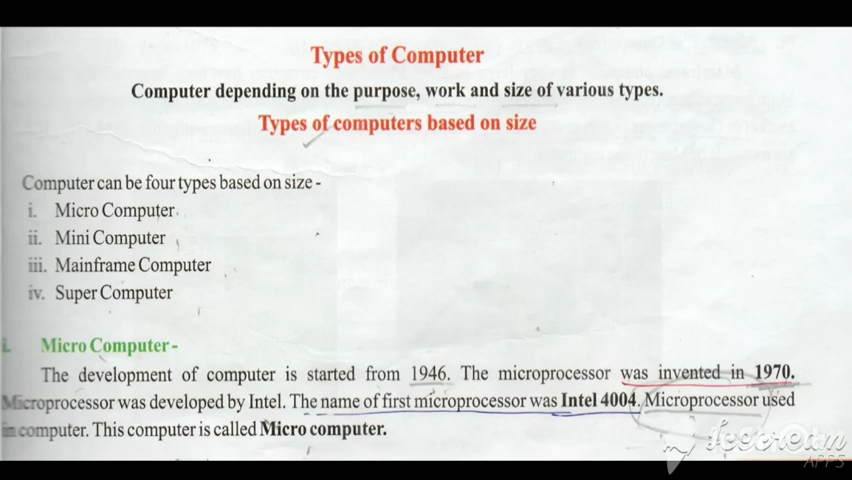 Types of Computer
Computer depending on the purpose, work and size of various types.
Types of computers based on size
Computer can be four types based on size -
i. Micro Computer
ii. Mini Computer
iii. Mainframe Computer
iv. Super Computer
i. Micro Computer -
The development of computer is started from 1946. The microprocessor was invented in 1970.
Microprocessor was developed by Intel. The name of first microprocessor was Intel 4004. Microprocessor used
in computer. This computer is called Micro computer.
my
Icecream
APPS